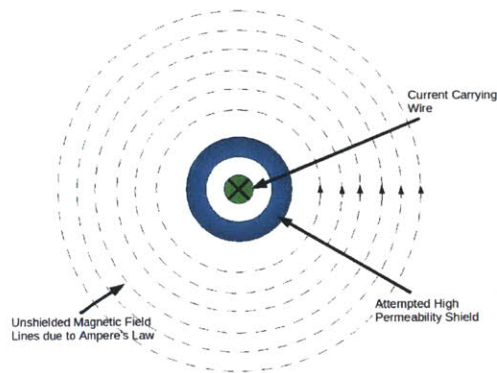 Current Carrying
Wire
Attempted High
Permeability Shield
Unshielded Magnetic Field
Lines due to Ampere's Law